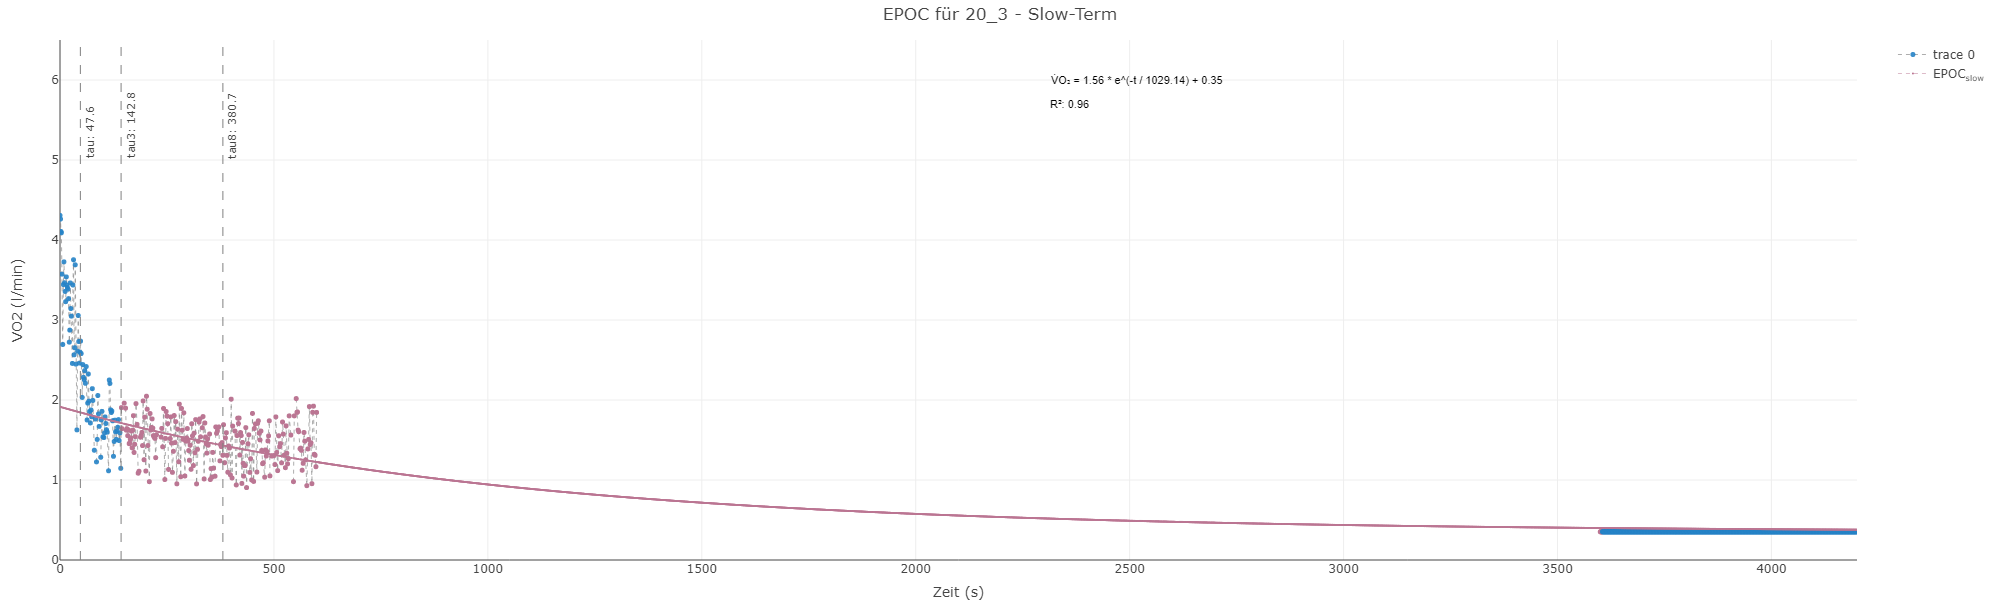 EPOC für 20_3 - Slow-Term
trace 0
EPOCslow
V̇O₂ = 1.56 * e^(-t / 1029.14) + 0.35
R²: 0.96
tau: 47.6
tau3: 142.8
tau8: 380.7
VO2 (l/min)
6
5
4
3
2
1
0
0 500 1000 1500 2000 2500 3000 3500 4000
Zeit (s)